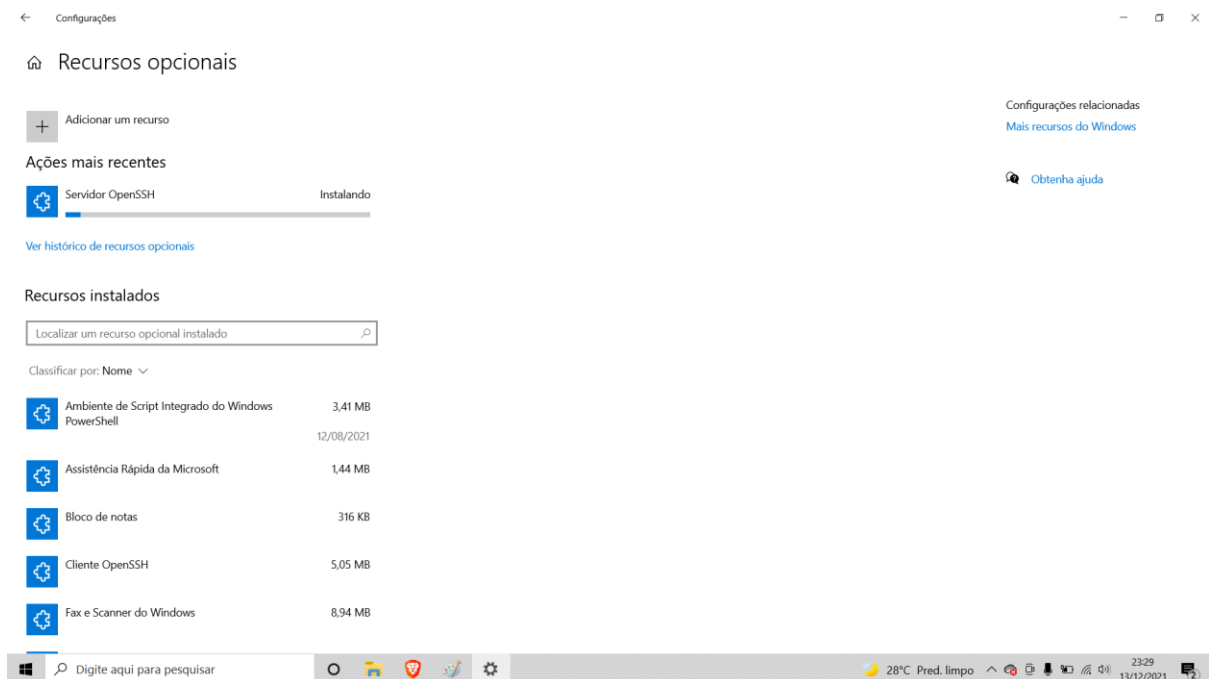 Configurações
Recursos opcionais
Adicionar um recurso
Ações mais recentes
Servidor OpenSSH Instalando
Ver histórico de recursos opcionais
Recursos instalados
Localizar um recurso opcional instalado
Classificar por: Nome
Ambiente de Script Integrado do Windows 3,41 MB
PowerShell
12/08/2021
Assistência Rápida da Microsoft 1,44 MB
Bloco de notas 316 KB
Cliente OpenSSH 5,05 MB
Fax e Scanner do Windows 8,94 MB
Configurações relacionadas
Mais recursos do Windows
Obtenha ajuda
Digite aqui para pesquisar
28°C Pred. limpo
23:29
13/12/2021
2